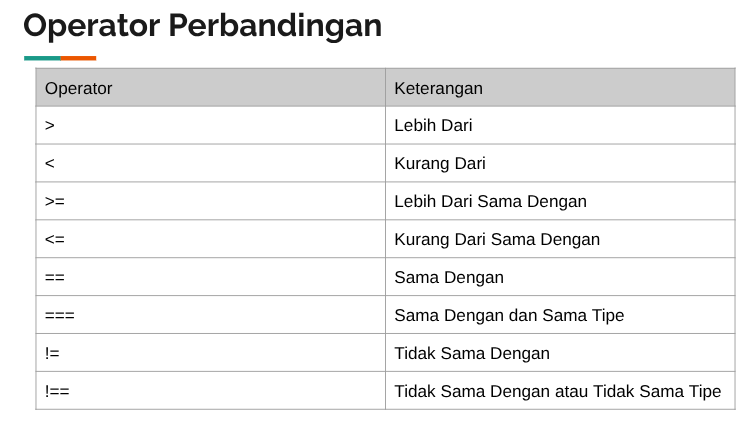 Operator Perbandingan
Operator Keterangan
> Lebih Dari
< Kurang Dari
>= Lebih Dari Sama Dengan
<= Kurang Dari Sama Dengan
== Sama Dengan
=== Sama Dengan dan Sama Tipe
!= Tidak Sama Dengan
!== Tidak Sama Dengan atau Tidak Sama Tipe